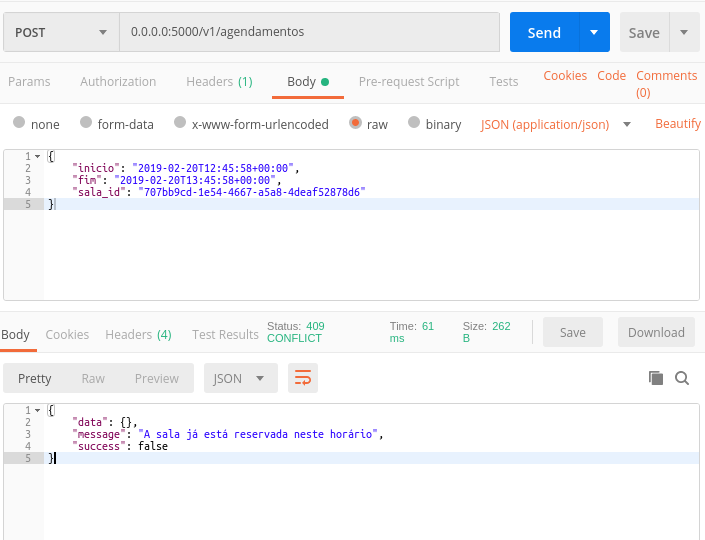 POST 0.0.0.0:5000/v1/agendamentos Send Save
Params Authorization Headers (1) Body Pre-request Script Tests Cookies Code Comments (0)
none form-data x-www-form-urlencoded raw binary JSON (application/json) Beautify
1 {
2 "inicio": "2019-02-20T12:45:58+00:00",
3 "fim": "2019-02-20T13:45:58+00:00",
4 "sala_id": "707bb9cd-1e54-4667-a5a8-4deaf52878d6"
5 }
Body Cookies Headers (4) Test Results Status: 409 CONFLICT Time: 61 ms Size: 262 B Save Download
Pretty Raw Preview JSON
1 {
2 "data": {},
3 "message": "A sala já está reservada neste horário",
4 "success": false
5 }